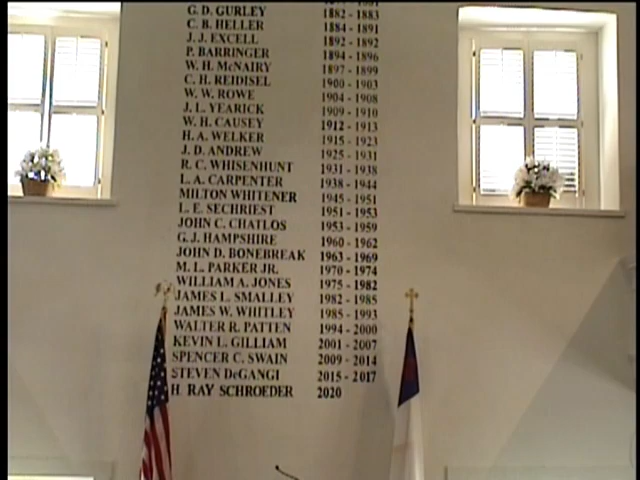 G. D. GURLEY 1882 - 1883
C. B. HELLER 1884 - 1891
J. J. EXCELL 1892 - 1892
P. BARRINGER 1894 - 1896
W. H. McNAIRY 1897 - 1899
C. H. REIDISEL 1900 - 1903
W. W. ROWE 1904 - 1908
J. L. YEARICK 1909 - 1910
W. H. CAUSEY 1912 - 1913
H. A. WELKER 1915 - 1923
J. D. ANDREW 1925 - 1931
R. C. WHISENHUNT 1931 - 1938
L. A. CARPENTER 1938 - 1944
MILTON WHITENER 1945 - 1951
L. E. SECHRIEST 1951 - 1953
JOHN C. CHATLOS 1953 - 1959
G. J. HAMPSHIRE 1960 - 1962
JOHN D. BONEBREAK 1963 - 1969
M. L. PARKER JR. 1970 - 1974
WILLIAM A. JONES 1975 - 1982
JAMES L. SMALLEY 1982 - 1985
JAMES W. WHITLEY 1985 - 1993
WALTER R. PATTEN 1994 - 2000
KEVIN L. GILLIAM 2001 - 2007
SPENCER C. SWAIN 2009 - 2014
STEVEN DeGANGI 2015 - 2017
H. RAY SCHROEDER 2020